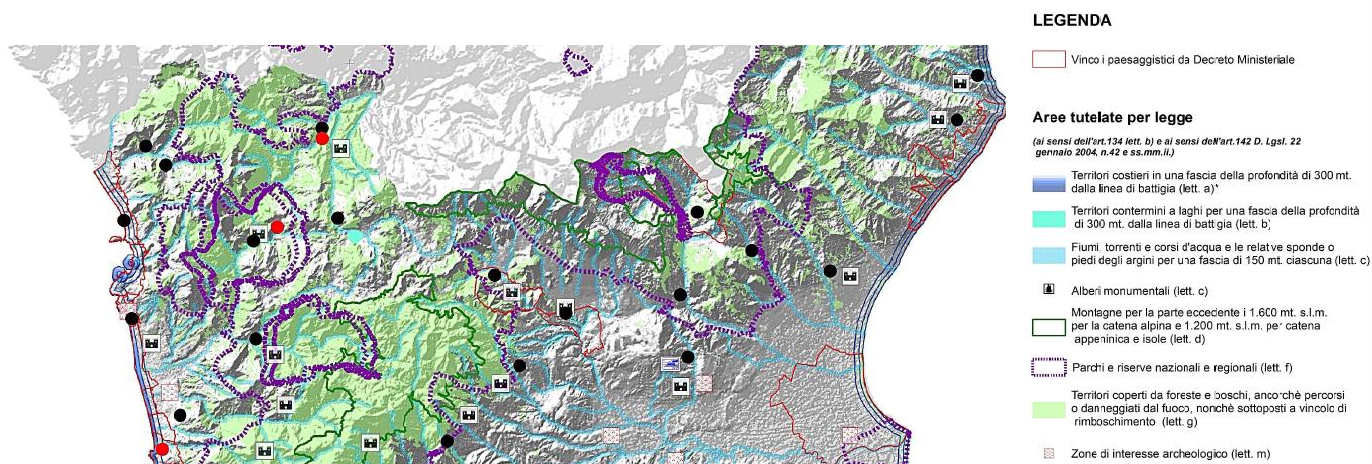 LEGENDA
Vinco i paesaggistici da Decreto Ministeriale
Aree tutelate per legge
(ai sensi dell'art.134 lett. b) e ai sensi dell'art.142 D. Lgsl. 22
gennaio 2004, n.42 e ss.mm.ii.)
Territori costieri in una fascia della profondità di 300 mt.
dalla linea di battigia (lett. a)*
Territori contermini a laghi per una fascia della profondità
di 300 mt. dalla linea di battigia (lett. b)
Fiumi, torrenti e corsi d'acqua e le relative sponde o
piedi degli argini per una fascia di 150 mt. ciascuna (lett. c)
Alberi monumentali (lett. c)
Montagne per la parte eccedente i 1.600 mt. s.l.m.
per la catena alpina e 1.200 mt. s.l.m. per catena
appeninica e isole (lett. d)
Parchi e riserve nazionali e regionali (lett. f)
Territori coperti da foreste e boschi, ancorchè percorsi
o danneggiati dal fuoco, nonchè sottoposti a vincolo di
rimboschimento (lett. g)
Zone di interesse archeologico (lett. m)